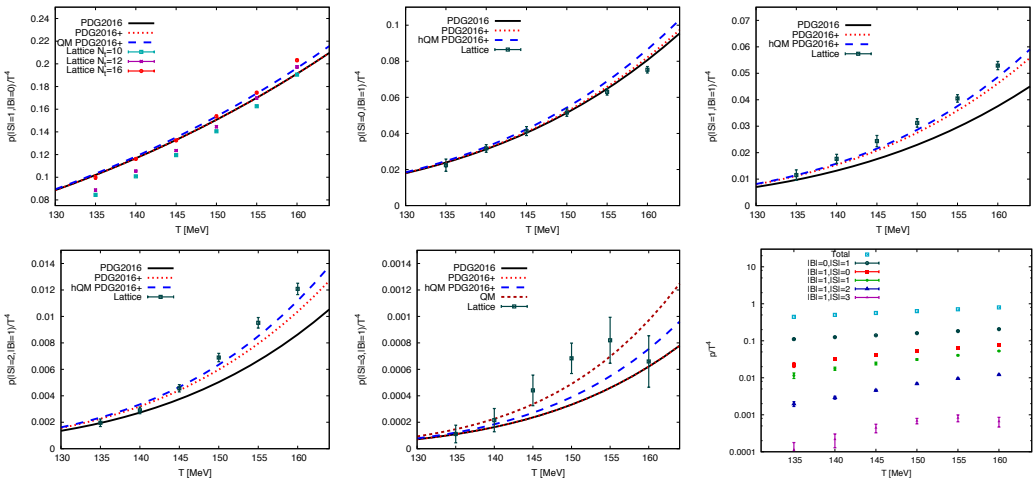 p(|S|=1,|B|=0)/T^4
0.24
0.22
0.2
0.18
0.16
0.14
0.12
0.1
0.08
PDG2016
PDG2016+
QM PDG2016+
Lattice Nt=10
Lattice Nt=12
Lattice Nt=16
130 135 140 145 150 155 160
T [MeV]
p(|S|=0,|B|=1)/T^4
0.1
0.08
0.06
0.04
0.02
0
PDG2016
PDG2016+
hQM PDG2016+
Lattice
130 135 140 145 150 155 160
T [MeV]
p(|S|=1,|B|=1)/T^4
0.07
0.06
0.05
0.04
0.03
0.02
0.01
0
PDG2016
PDG2016+
hQM PDG2016+
Lattice
130 135 140 145 150 155 160
T [MeV]
p(|S|=2,|B|=1)/T^4
0.014
0.012
0.01
0.008
0.006
0.004
0.002
0
PDG2016
PDG2016+
hQM PDG2016+
Lattice
130 135 140 145 150 155 160
T [MeV]
p(|S|=3,|B|=1)/T^4
0.0014
0.0012
0.001
0.0008
0.0006
0.0004
0.0002
0
PDG2016
PDG2016+
hQM PDG2016+
QM
Lattice
130 135 140 145 150 155 160
T [MeV]
p/T^4
10
1
0.1
0.01
0.001
0.0001
Total
|B|=0,|S|=1
|B|=1,|S|=0
|B|=1,|S|=1
|B|=1,|S|=2
|B|=1,|S|=3
135 140 145 150 155 160
T [MeV]